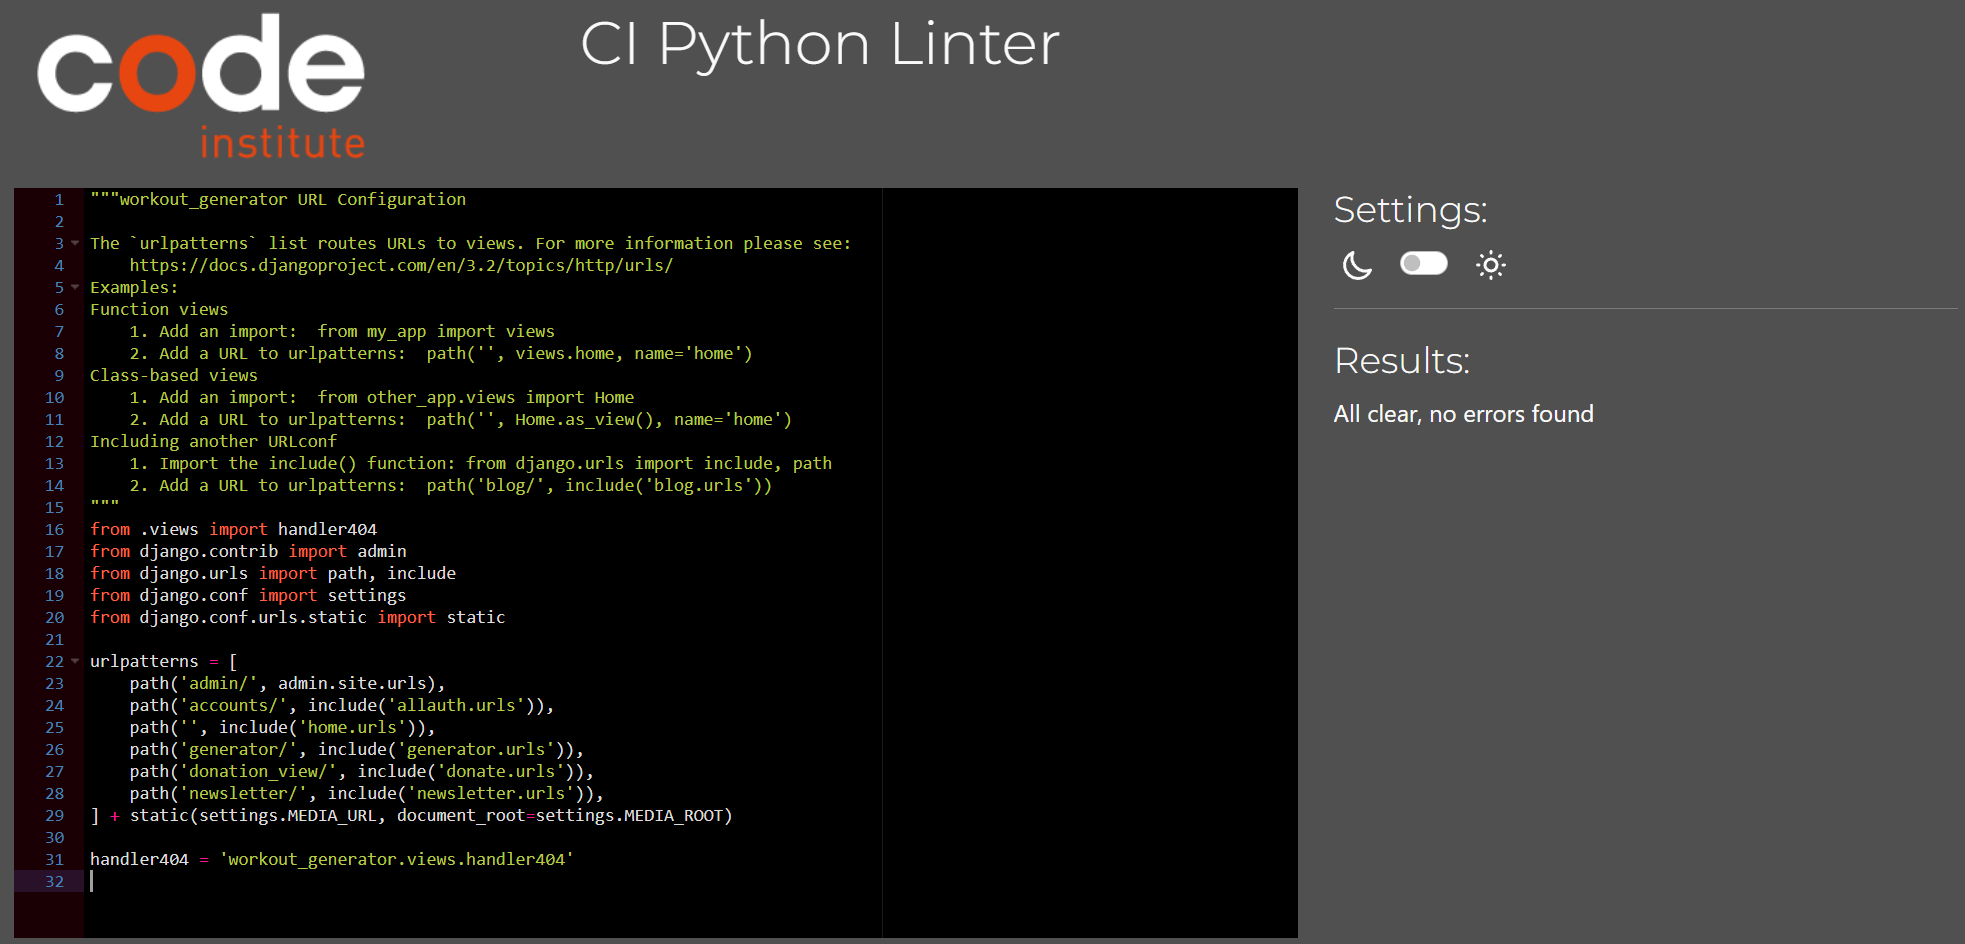 code
institute
CI Python Linter
1 """workout_generator URL Configuration
2
3 The `urlpatterns` list routes URLs to views. For more information please see:
4     https://docs.djangoproject.com/en/3.2/topics/http/urls/
5 Examples:
6 Function views
7     1. Add an import:  from my_app import views
8     2. Add a URL to urlpatterns:  path('', views.home, name='home')
9 Class-based views
10     1. Add an import:  from other_app.views import Home
11     2. Add a URL to urlpatterns:  path('', Home.as_view(), name='home')
12 Including another URLconf
13     1. Import the include() function: from django.urls import include, path
14     2. Add a URL to urlpatterns:  path('blog/', include('blog.urls'))
15 """
16 from .views import handler404
17 from django.contrib import admin
18 from django.urls import path, include
19 from django.conf import settings
20 from django.conf.urls.static import static
21
22 urlpatterns = [
23     path('admin/', admin.site.urls),
24     path('accounts/', include('allauth.urls')),
25     path('', include('home.urls')),
26     path('generator/', include('generator.urls')),
27     path('donation_view/', include('donate.urls')),
28     path('newsletter/', include('newsletter.urls')),
29 ] + static(settings.MEDIA_URL, document_root=settings.MEDIA_ROOT)
30
31 handler404 = 'workout_generator.views.handler404'
32
Settings:
Results:
All clear, no errors found